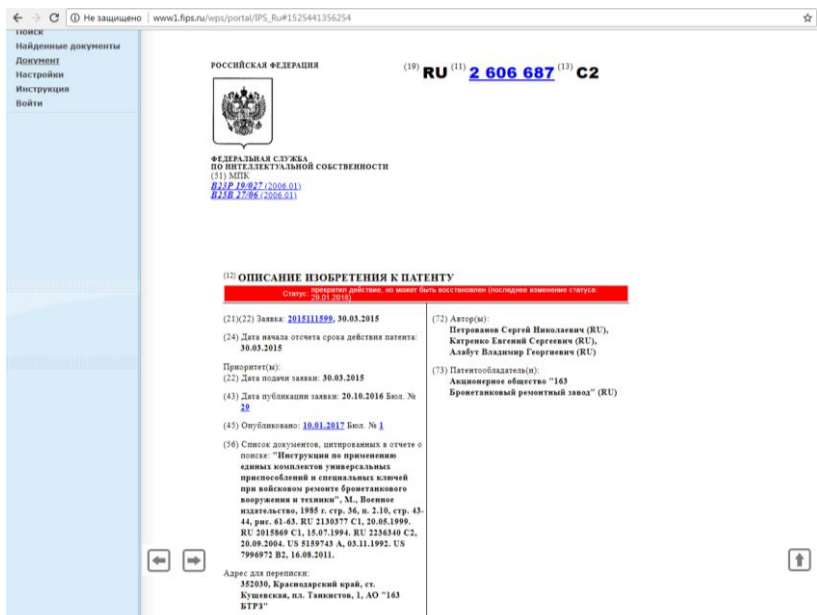 Не защищено | www1.fips.ru/wps/portal/IPS_Ru#1525441356254
Поиск
Найденные документы
Документ
Настройки
Инструкция
Войти
РОССИЙСКАЯ ФЕДЕРАЦИЯ
(19) RU (11) 2 606 687 (13) C2
ФЕДЕРАЛЬНАЯ СЛУЖБА
ПО ИНТЕЛЛЕКТУАЛЬНОЙ СОБСТВЕННОСТИ
(51) МПК
B23P 19/027 (2006.01)
B25B 27/06 (2006.01)
(12) ОПИСАНИЕ ИЗОБРЕТЕНИЯ К ПАТЕНТУ
Статус: прекратил действие, но может быть восстановлен (последнее изменение статуса:
29.01.2018)
(21)(22) Заявка: 2015111599, 30.03.2015
(24) Дата начала отсчета срока действия патента:
30.03.2015
Приоритет(ы):
(22) Дата подачи заявки: 30.03.2015
(43) Дата публикации заявки: 20.10.2016 Бюл. №
29
(45) Опубликовано: 10.01.2017 Бюл. № 1
(56) Список документов, цитированных в отчете о
поиске: "Инструкция по применению
единых комплектов универсальных
приспособлений и специальных ключей
при войсковом ремонте бронетанкового
вооружения и техники", М., Военное
издательство, 1985 г. стр. 36, п. 2.10, стр. 43-
44, рис. 61-63. RU 2130377 C1, 20.05.1999.
RU 2015869 C1, 15.07.1994. RU 2236340 C2,
20.09.2004. US 5159743 A, 03.11.1992. US
7996972 B2, 16.08.2011.
Адрес для переписки:
352030, Краснодарский край, ст.
Кущевская, пл. Танкистов, 1, АО "163
БТРЗ"
(72) Автор(ы):
Петрованов Сергей Николаевич (RU),
Катренко Евгений Сергеевич (RU),
Алабут Владимир Георгиевич (RU)
(73) Патентообладатель(и):
Акционерное общество "163
Бронетанковый ремонтный завод" (RU)